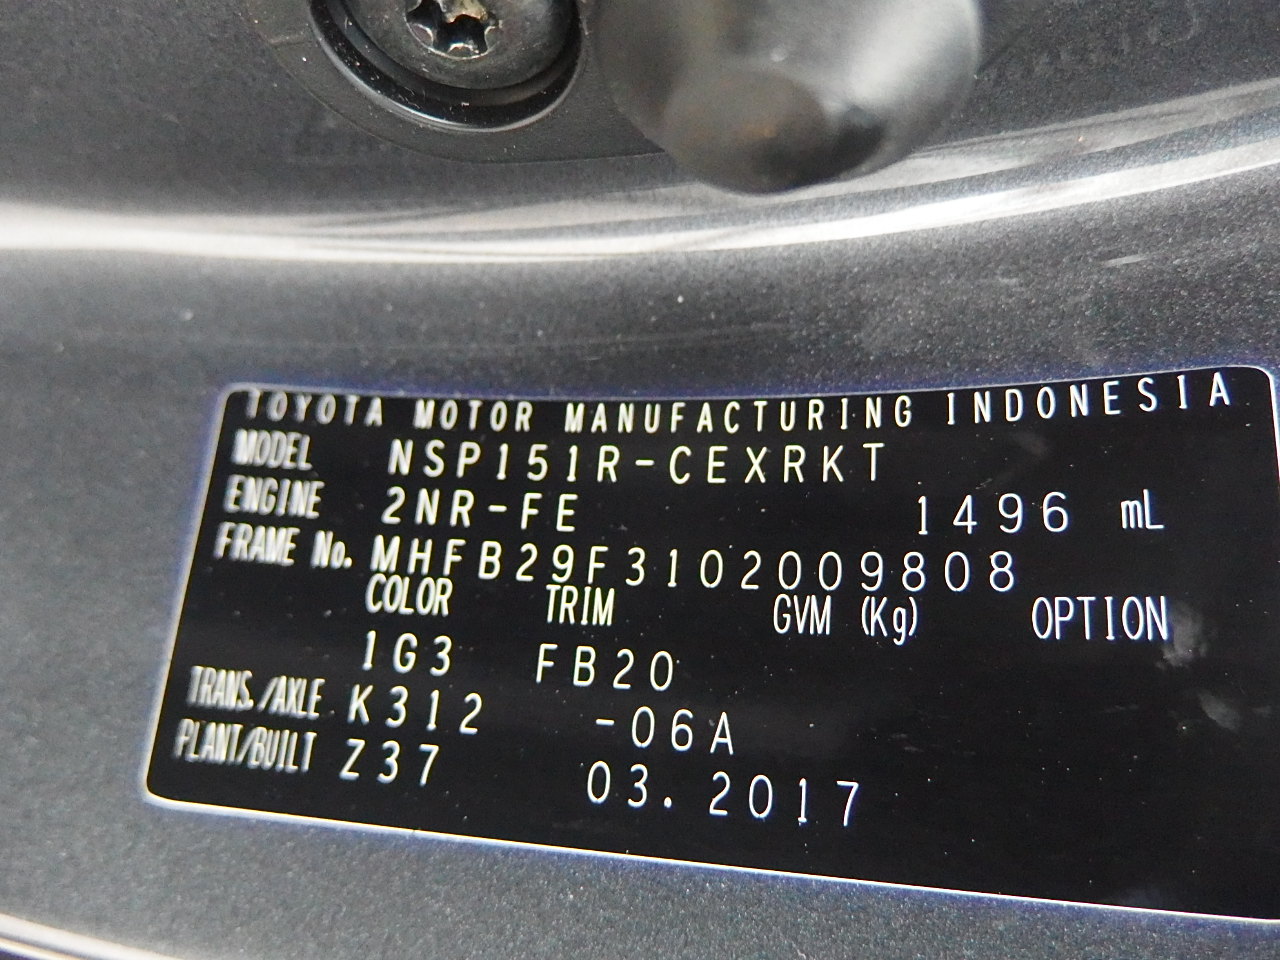 TOYOTA MOTOR MANUFACTURING INDONESIA
MODEL NSP151R-CEXRKT
ENGINE 2NR-FE 1496 mL
FRAME No. MHFB29F3102009808
COLOR TRIM GVM (Kg) OPTION
1G3 FB20
TRANS./AXLE K312 -06A
PLANT/BUILT Z37 03.2017